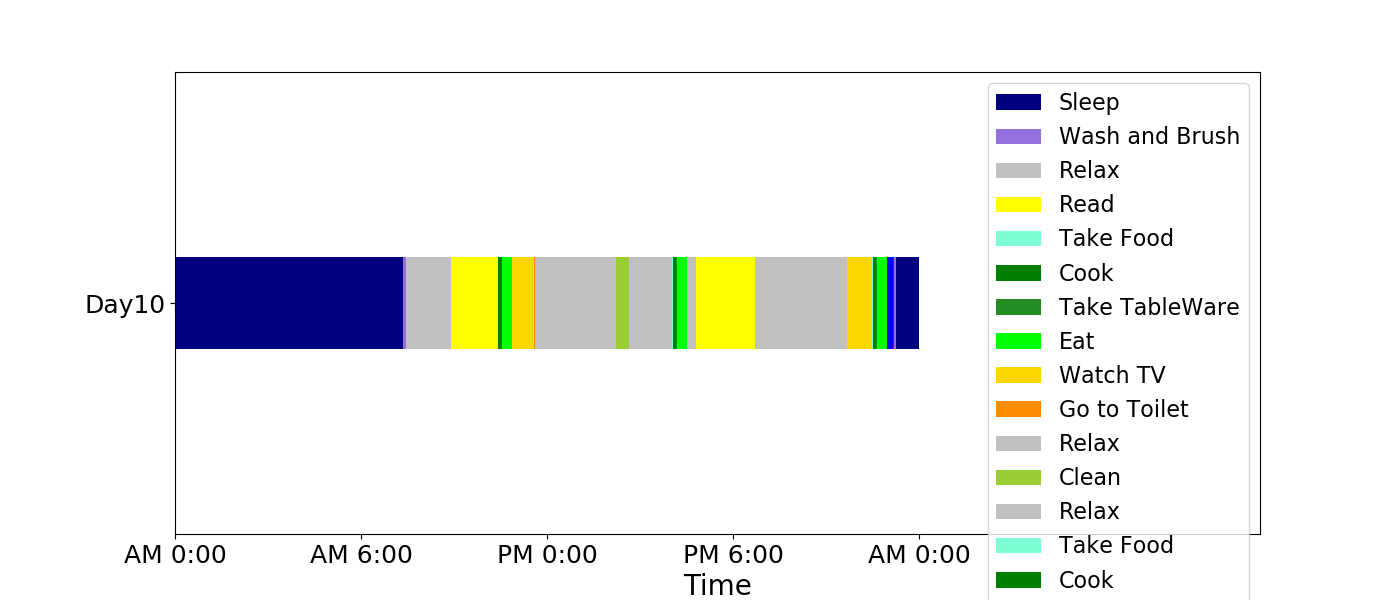 Sleep
Wash and Brush
Relax
Read
Take Food
Cook
Take TableWare
Eat
Watch TV
Go to Toilet
Relax
Clean
Relax
Take Food
Cook
Day10
AM 0:00 AM 6:00 PM 0:00 PM 6:00 AM 0:00
Time